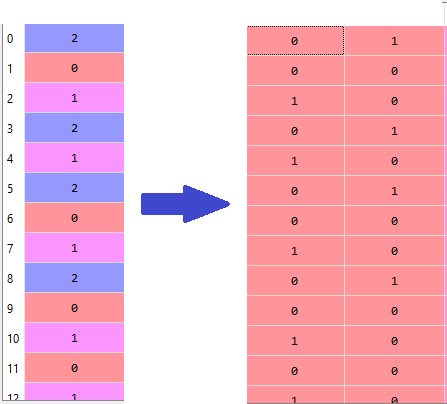 0 2 0 1
1 0 0 0
2 1 1 0
3 2 0 1
4 1 1 0
5 2 0 1
6 0 0 0
7 1 1 0
8 2 0 1
9 0 0 0
10 1 1 0
11 0 0 0
12 1 1 0